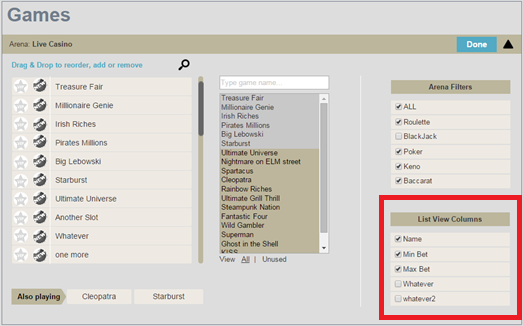 Games
Arena: Live Casino
Done
Drag & Drop to reorder, add or remove
Treasure Fair
Millionaire Genie
Irish Riches
Pirates Millions
Big Lebowski
Starburst
Ultimate Universe
Another Slot
Whatever
one more
Also playing
Cleopatra
Starburst
Type game name...
Treasure Fair
Millionaire Genie
Irish Riches
Pirates Millions
Big Lebowski
Starburst
Ultimate Universe
Nightmare on ELM street
Spartacus
Cleopatra
Rainbow Riches
Ultimate Grill Thrill
Steampunk Nation
Fantastic Four
Wild Gambler
Superman
Ghost in the Shell
KISS
View All | Unused
Arena Filters
ALL
Roulette
BlackJack
Poker
Keno
Baccarat
List View Columns
Name
Min Bet
Max Bet
Whatever
whatever2